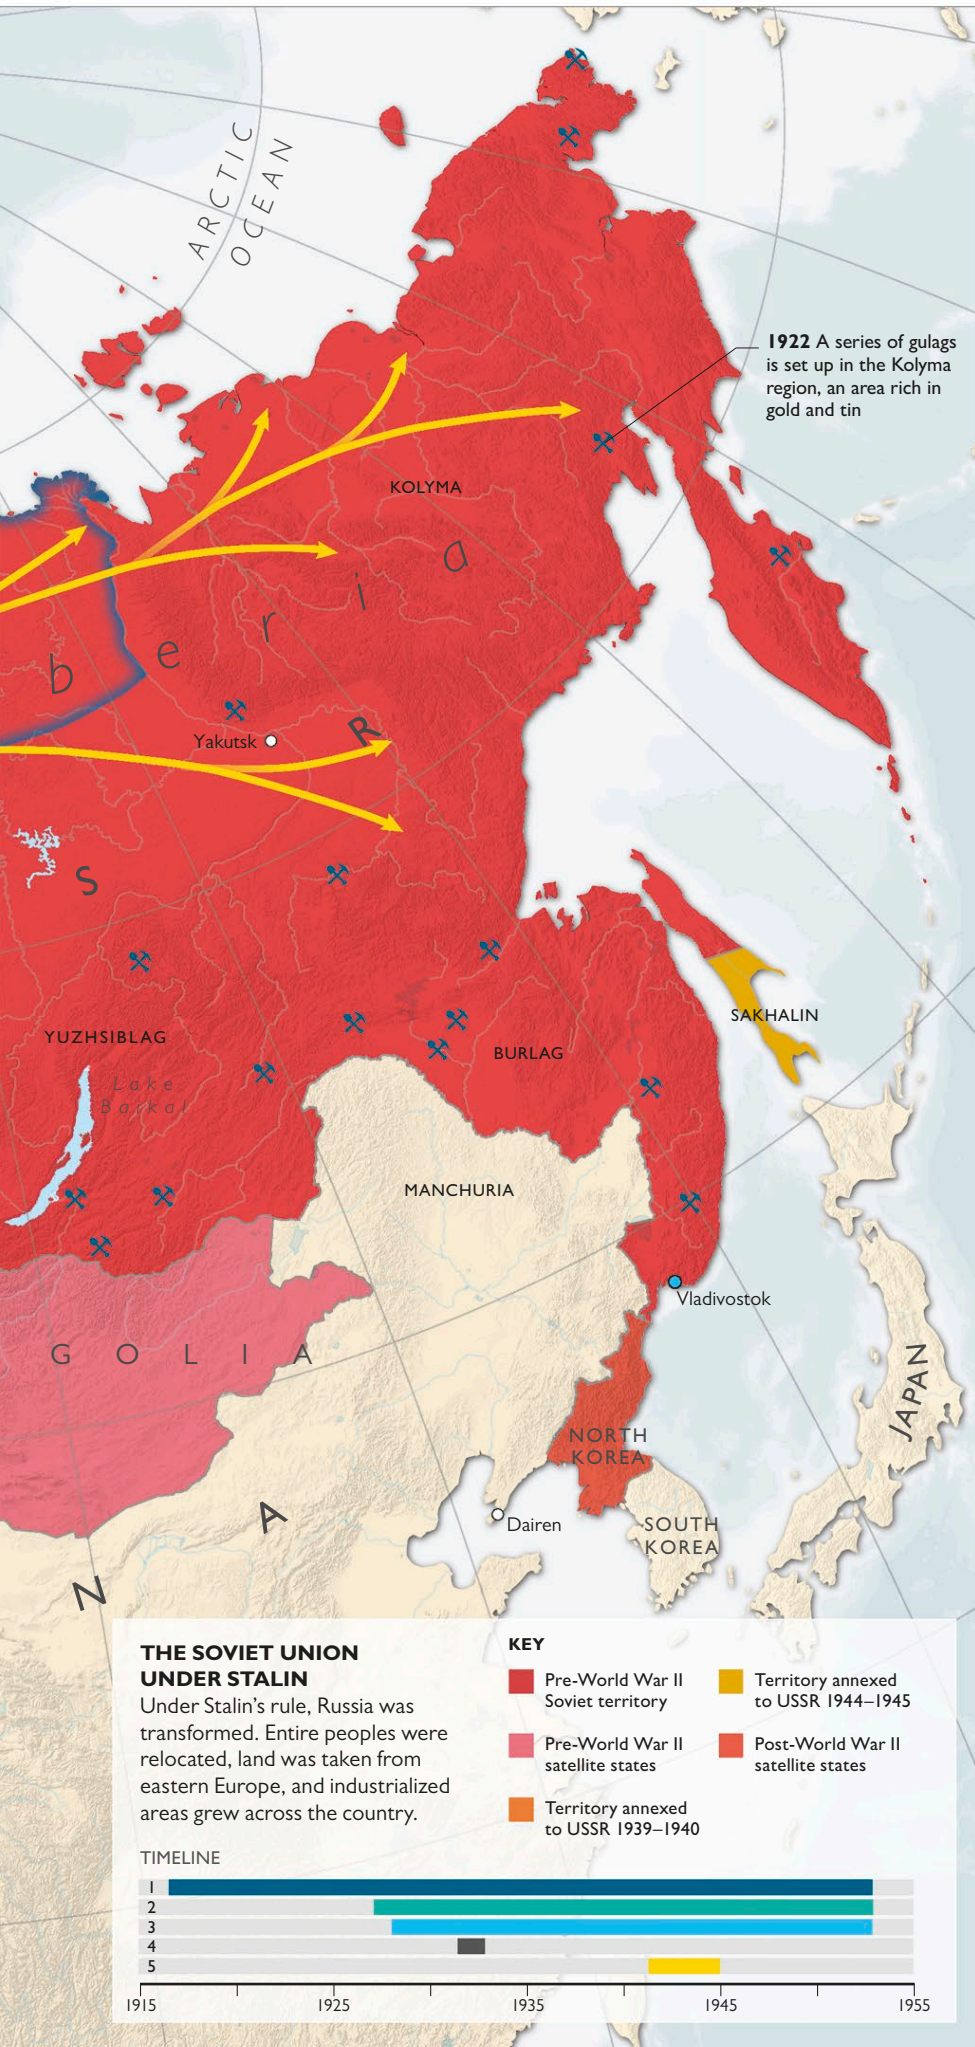 ARCTIC
OCEAN
1922 A series of gulags
is set up in the Kolyma
region, an area rich in
gold and tin
KOLYMA
b e r i a
Yakutsk
R
S
YUZHSIBLAG
Lake
Baikal
BURLAG
SAKHALIN
MANCHURIA
Vladivostok
G O L I A
JAPAN
NORTH
KOREA
Dairen
SOUTH
KOREA
N A
THE SOVIET UNION
UNDER STALIN
Under Stalin’s rule, Russia was
transformed. Entire peoples were
relocated, land was taken from
eastern Europe, and industrialized
areas grew across the country.
KEY
Pre-World War II
Soviet territory
Pre-World War II
satellite states
Territory annexed
to USSR 1939–1940
Territory annexed
to USSR 1944–1945
Post-World War II
satellite states
TIMELINE
1
2
3
4
5
1915 1925 1935 1945 1955